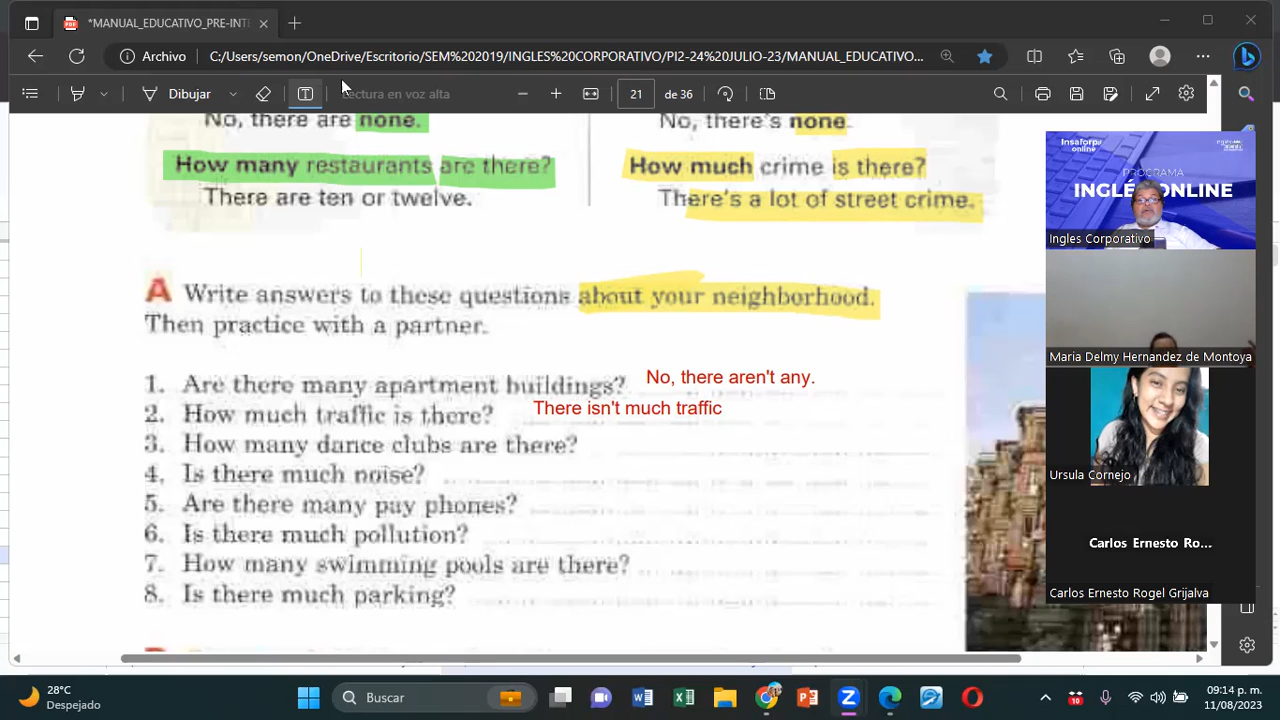 *MANUAL_EDUCATIVO_PRE-INTE
Archivo
C:/Users/semon/OneDrive/Escritorio/SEM%202019/INGLES%20CORPORATIVO/PI2-24%20JULIO-23/MANUAL_EDUCATIVO...
Dibujar
Lectura en voz alta
21
de 36
No, there are none.
No, there's none.
How many restaurants are there?
How much crime is there?
There are ten or twelve.
There's a lot of street crime.
A Write answers to these questions about your neighborhood.
Then practice with a partner.
1. Are there many apartment buildings? No, there aren't any.
2. How much traffic is there? There isn't much traffic
3. How many dance clubs are there?
4. Is there much noise?
5. Are there many pay phones?
6. Is there much pollution?
7. How many swimming pools are there?
8. Is there much parking?
Insaforp
online
PROGRAMA
INGLÉS ONLINE
Ingles Corporativo
Maria Delmy Hernandez de Montoya
Ursula Cornejo
Carlos Ernesto Ro...
Carlos Ernesto Rogel Grijalva
28°C
Despejado
Buscar
10
09:14 p. m.
11/08/2023